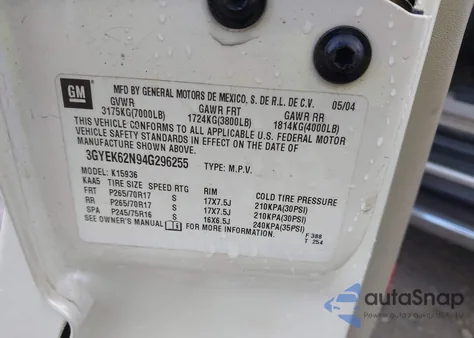 GM
MFD BY GENERAL MOTORS DE MEXICO, S. DE R.L. DE C.V. 05/04
GVWR GAWR FRT GAWR RR
3175KG(7000LB) 1724KG(3800LB) 1814KG(4000LB)
THIS VEHICLE CONFORMS TO ALL APPLICABLE U.S. FEDERAL MOTOR
VEHICLE SAFETY STANDARDS IN EFFECT ON THE DATE OF
MANUFACTURE SHOWN ABOVE.
3GYEK62N94G296255 TYPE: M.P.V.
MODEL: K15936
KAA5 TIRE SIZE SPEED RTG RIM COLD TIRE PRESSURE
FRT P265/70R17 S 17X7.5J 210KPA(30PSI)
RR P265/70R17 S 17X7.5J 210KPA(30PSI)
SPA P245/75R16 S 16X6.5J 240KPA(35PSI)
SEE OWNER'S MANUAL FOR MORE INFORMATION
F 388
T 254
autoSnap